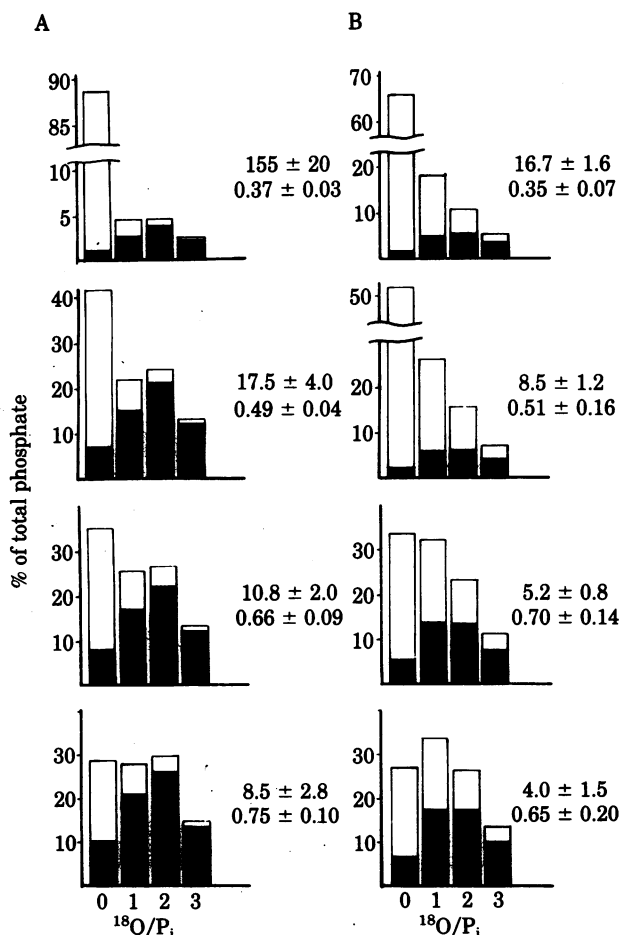 A
B
90
85
10
5
155 ± 20
0.37 ± 0.03
70
60
20
10
16.7 ± 1.6
0.35 ± 0.07
40
30
20
10
17.5 ± 4.0
0.49 ± 0.04
50
20
10
8.5 ± 1.2
0.51 ± 0.16
% of total phosphate
30
20
10
10.8 ± 2.0
0.66 ± 0.09
30
20
10
5.2 ± 0.8
0.70 ± 0.14
30
20
10
8.5 ± 2.8
0.75 ± 0.10
0 1 2 3
¹⁸O/Pᵢ
30
20
10
4.0 ± 1.5
0.65 ± 0.20
0 1 2 3
¹⁸O/Pᵢ